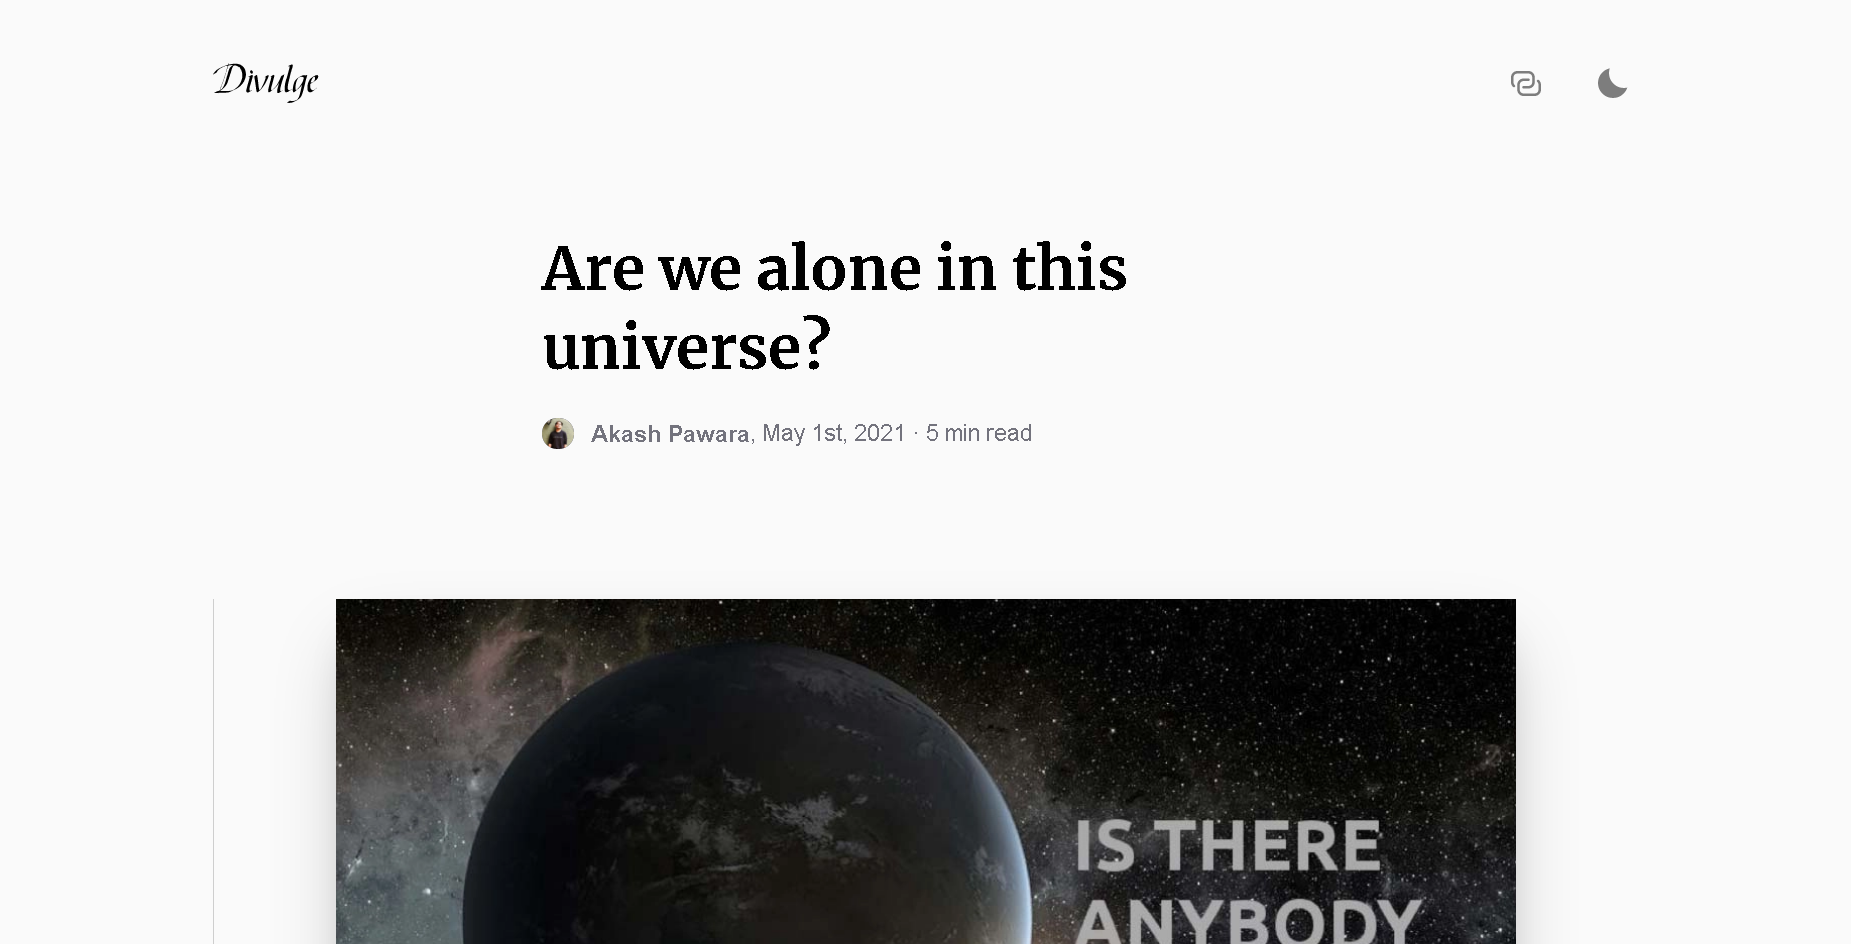 Divulge
Are we alone in this
universe?
Akash Pawara, May 1st, 2021 · 5 min read
IS THERE
ANYBODY